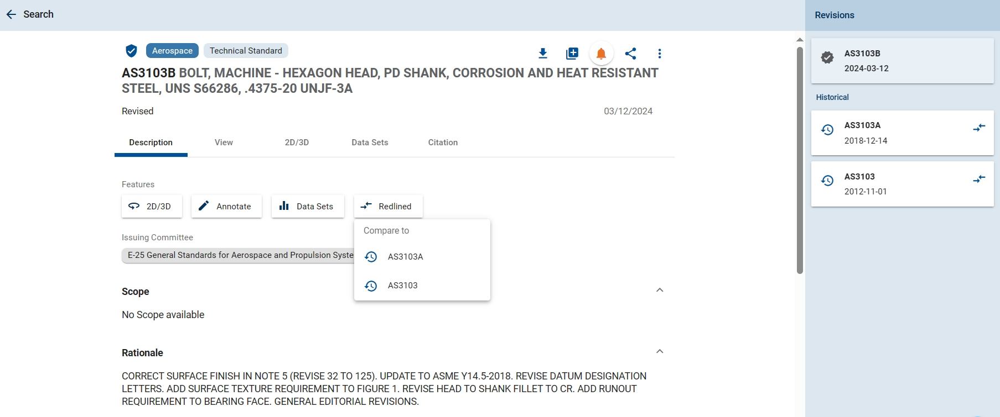 Search
Revisions
Aerospace
Technical Standard
AS3103B BOLT, MACHINE - HEXAGON HEAD, PD SHANK, CORROSION AND HEAT RESISTANT
STEEL, UNS S66286, .4375-20 UNJF-3A
Revised
03/12/2024
Description
View
2D/3D
Data Sets
Citation
Features
2D/3D
Annotate
Data Sets
Redlined
Compare to
AS3103A
AS3103
Issuing Committee
E-25 General Standards for Aerospace and Propulsion Syste
Scope
No Scope available
Rationale
CORRECT SURFACE FINISH IN NOTE 5 (REVISE 32 TO 125). UPDATE TO ASME Y14.5-2018. REVISE DATUM DESIGNATION
LETTERS. ADD SURFACE TEXTURE REQUIREMENT TO FIGURE 1. REVISE HEAD TO SHANK FILLET TO CR. ADD RUNOUT
REQUIREMENT TO BEARING FACE. GENERAL EDITORIAL REVISIONS.
AS3103B
2024-03-12
Historical
AS3103A
2018-12-14
AS3103
2012-11-01